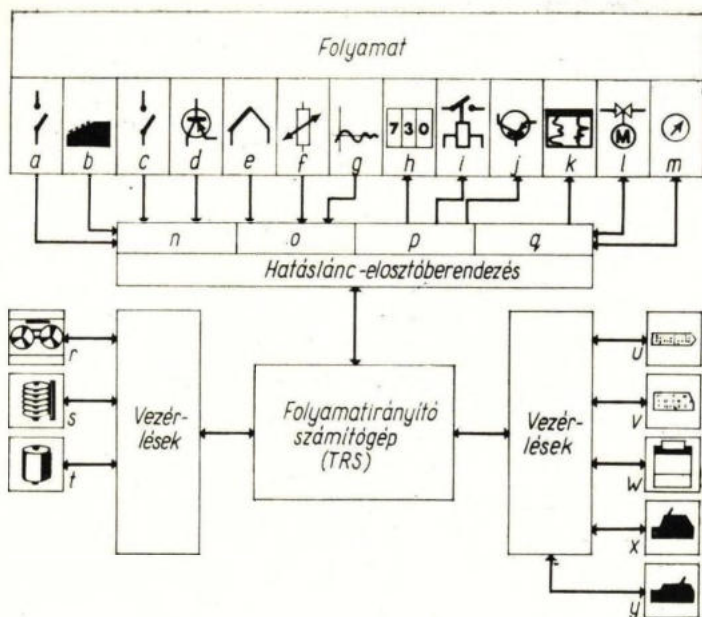 Folyamat
730
a b c d e f g h i j k l m
M
n o p q
Hatáslánc-elosztóberendezés
r
s
t
Vezér-
lések
Folyamatirányító
számítógép
(TRS)
Vezér-
lések
u
v
w
x
y